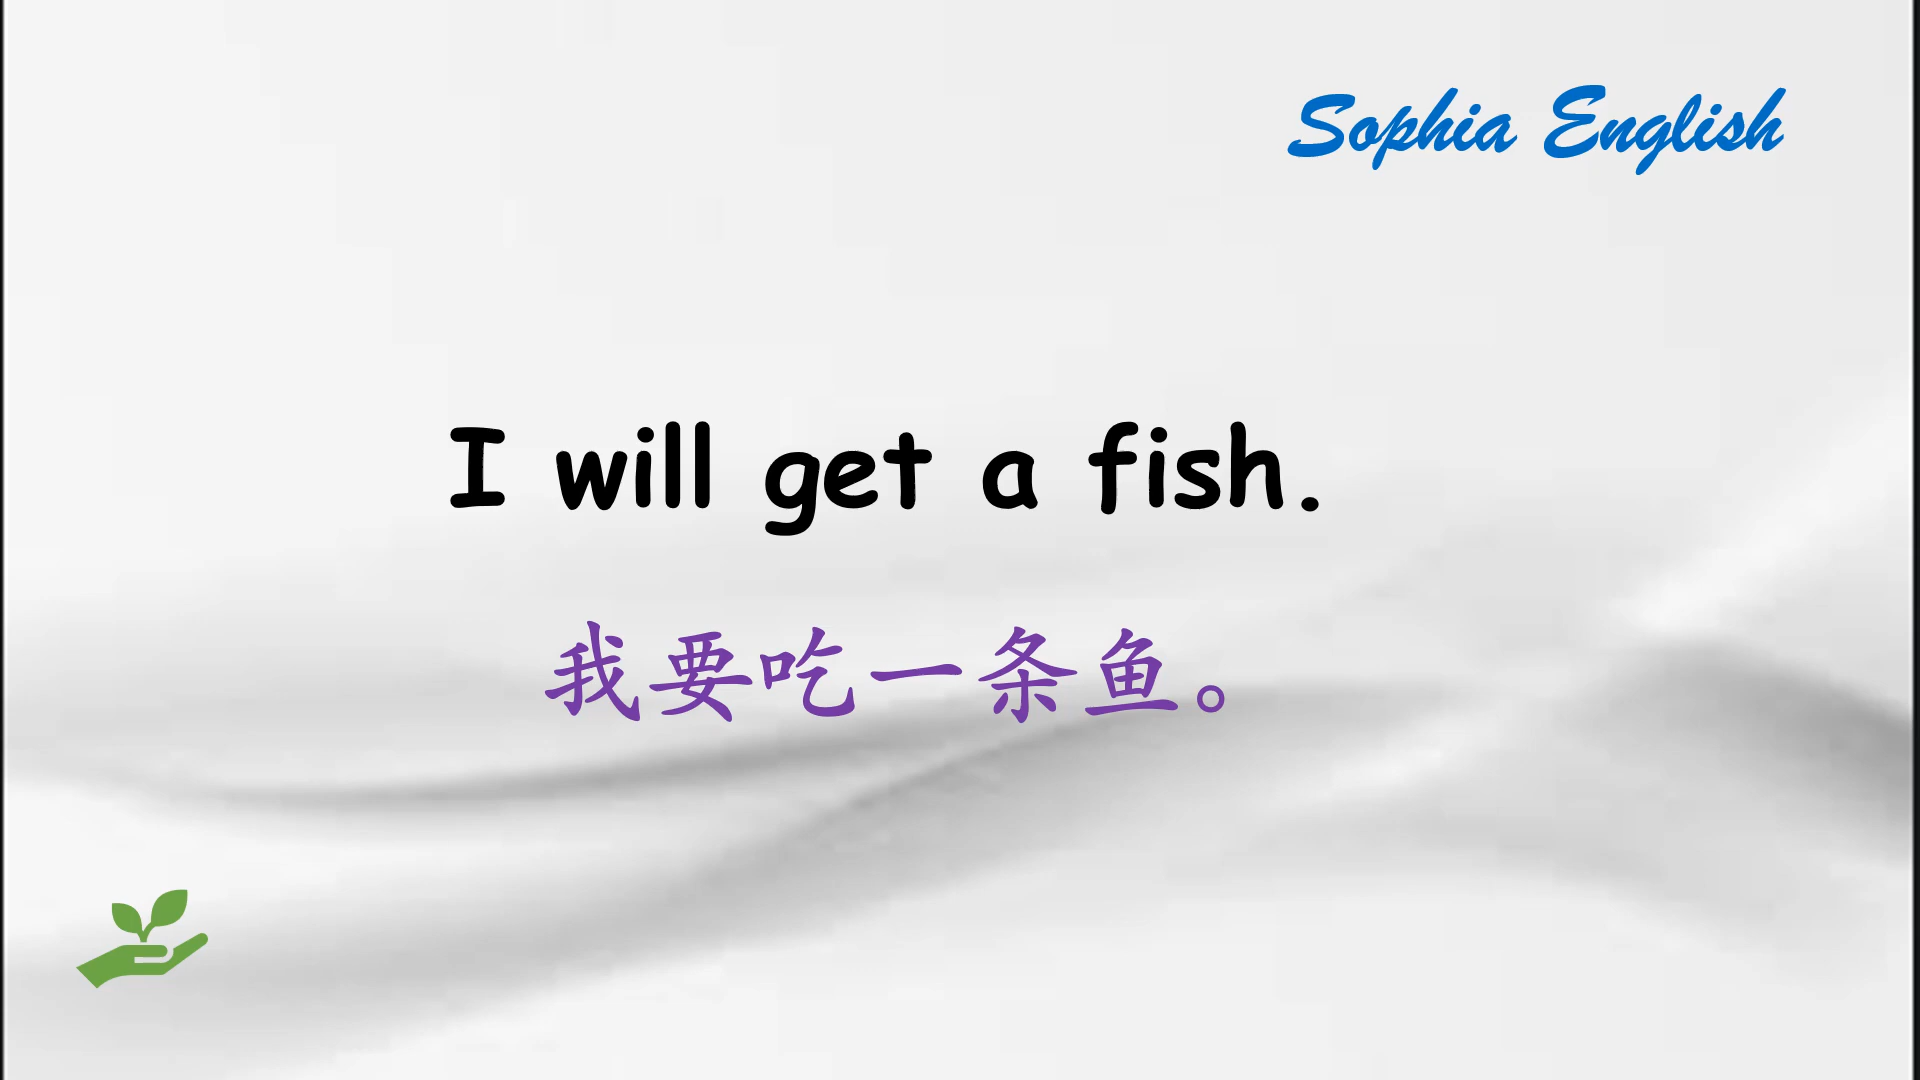 Sophia English
I will get a fish.
我要吃一条鱼。